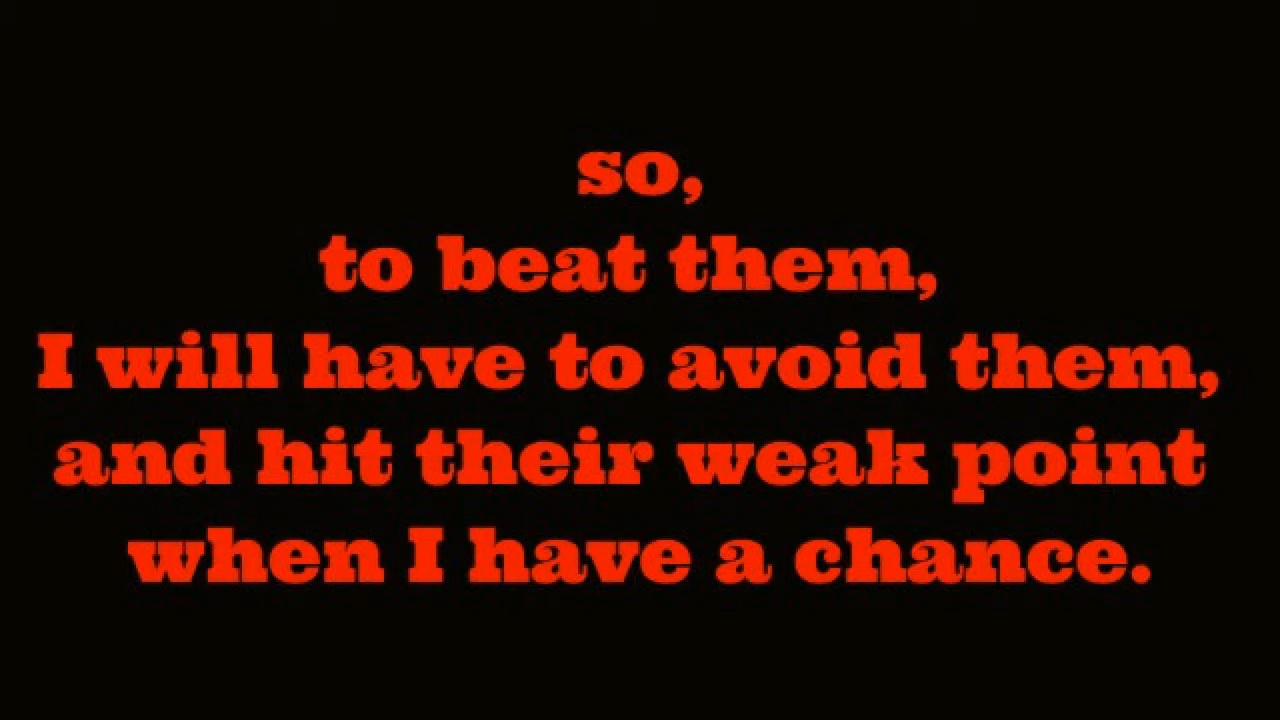 so,
to beat them,
I will have to avoid them,
and hit their weak point
when I have a chance.